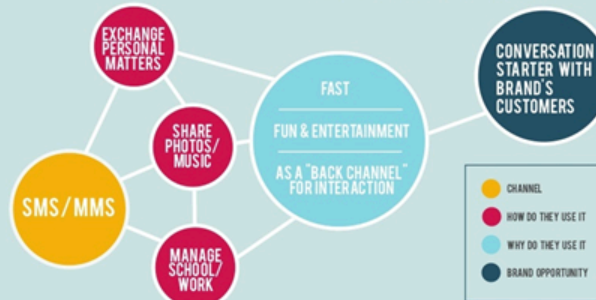 EXCHANGE
PERSONAL
MATTERS
SHARE
PHOTOS/
MUSIC
SMS/MMS
MANAGE
SCHOOL/
WORK
FAST
FUN & ENTERTAINMENT
AS A "BACK CHANNEL"
FOR INTERACTION
CONVERSATION
STARTER WITH
BRAND'S
CUSTOMERS
CHANNEL
HOW DO THEY USE IT
WHY DO THEY USE IT
BRAND OPPORTUNITY